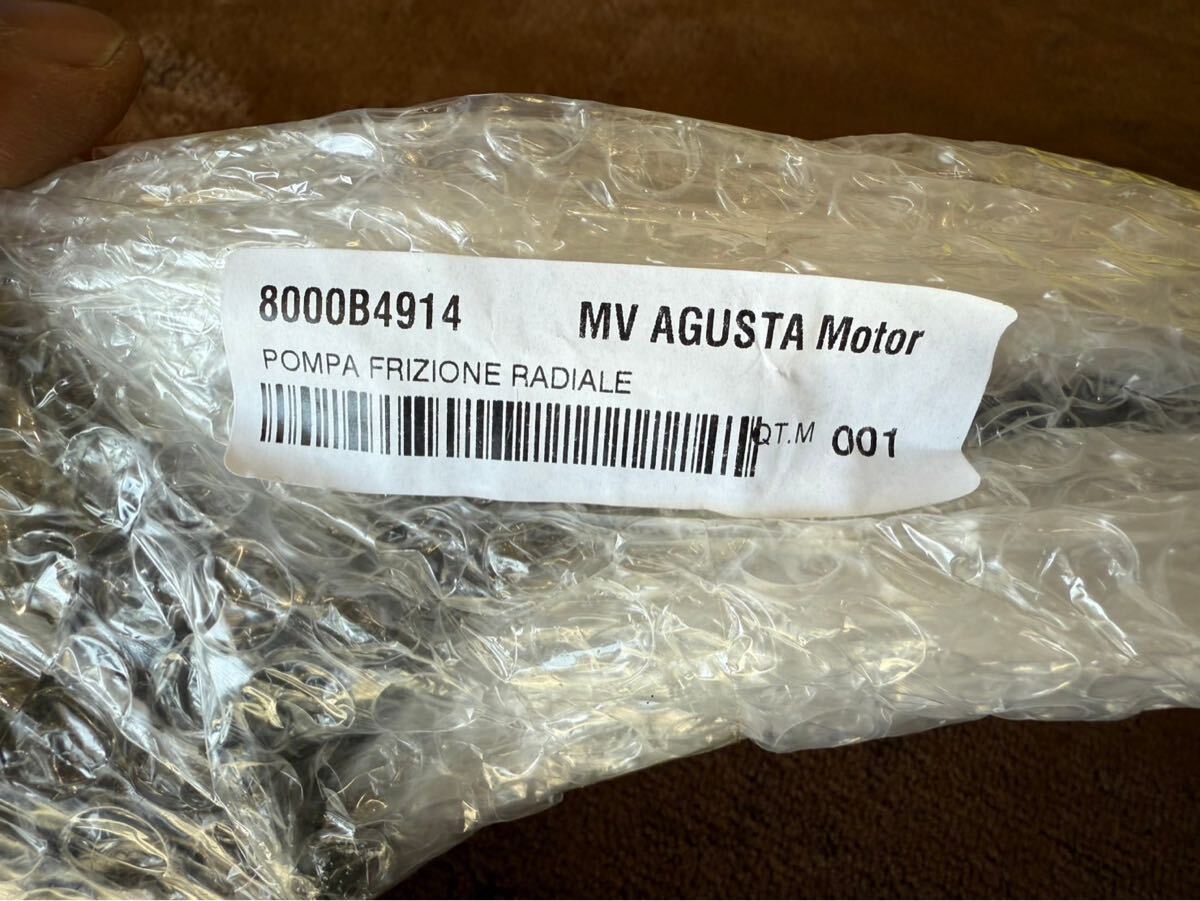 8000B4914 MV AGUSTA Motor
POMPA FRIZIONE RADIALE
QT.M 001